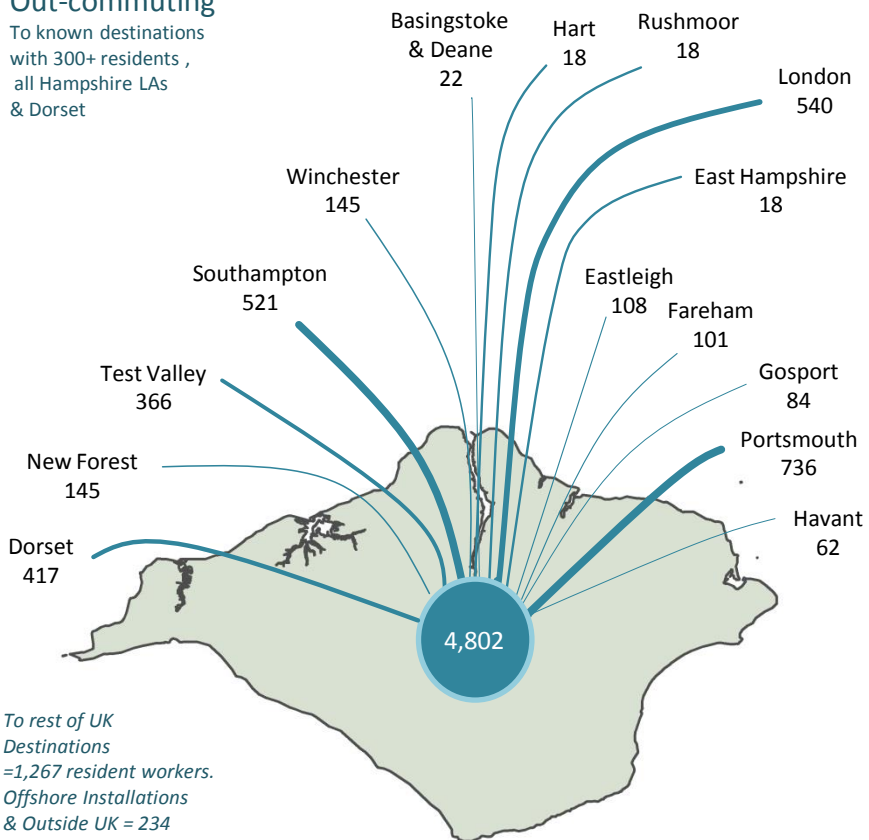 Out-commuting
To known destinations
with 300+ residents ,
all Hampshire LAs
& Dorset
Basingstoke
& Deane
22
Hart
18
Rushmoor
18
London
540
Winchester
145
East Hampshire
18
Southampton
521
Eastleigh
108
Fareham
101
Test Valley
366
Gosport
84
New Forest
145
Portsmouth
736
Dorset
417
Havant
62
4,802
To rest of UK
Destinations
=1,267 resident workers.
Offshore Installations
& Outside UK = 234